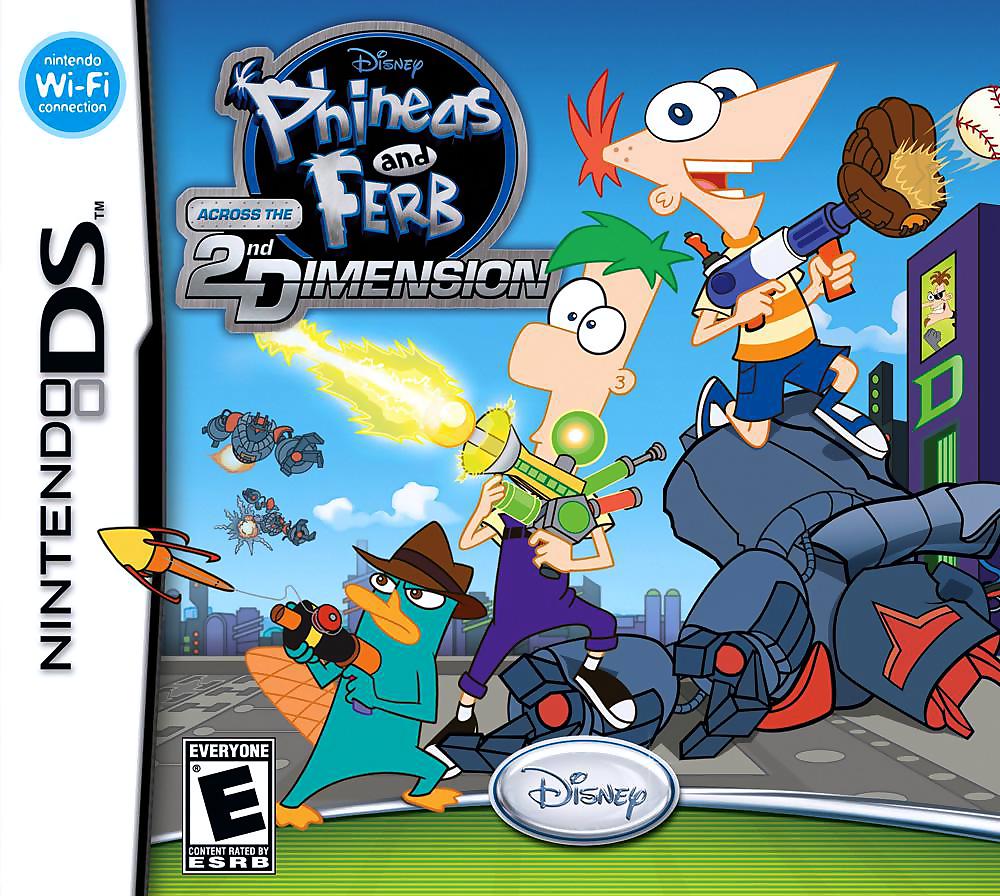 nintendo
Wi-Fi
connection
NINTENDO DS™
DISNEY
Phineas
and
FERB
ACROSS THE
2nd
DIMENSION
D
EVERYONE
E
®
CONTENT RATED BY
ESRB
DISNEY